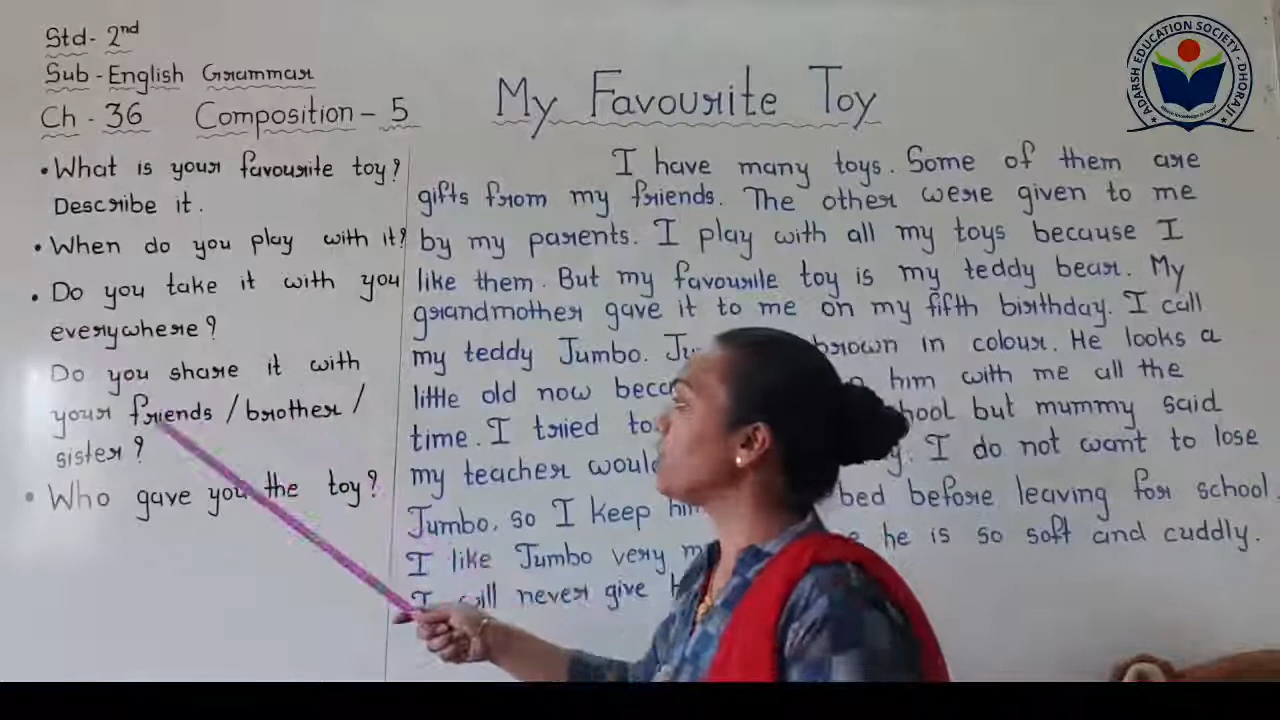 Std - 2nd
Sub - English Grammar
Ch - 36 Composition - 5
My Favourite Toy
ADARSH EDUCATION SOCIETY - DHORAJI
• What is your favourite toy?
Describe it.
• When do you play with it?
• Do you take it with you
everywhere?
Do you share it with
your friends / brother /
sister?
• Who gave you the toy?
I have many toys. Some of them are
gifts from my friends. The other were given to me
by my parents. I play with all my toys because I
like them. But my favourite toy is my teddy bear. My
grandmother gave it to me on my fifth birthday. I call
my teddy Jumbo. brown in colour. He looks a
little old now him with me all the
time. I tried to but mummy said
my teacher would I do not want to lose
Jumbo, so I keep bed before leaving for school.
I like Jumbo very he is so soft and cuddly.
I will never give